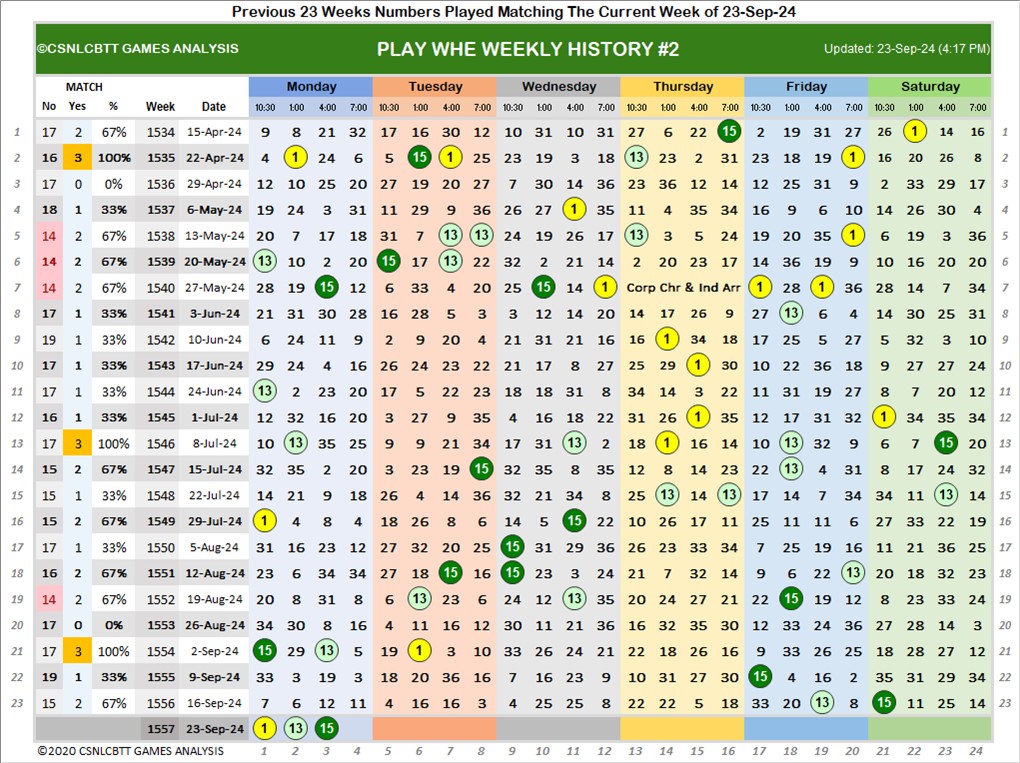 Previous 23 Weeks Numbers Played Matching The Current Week of 23-Sep-24
©CSNLCBTT GAMES ANALYSIS PLAY WHE WEEKLY HISTORY #2 Updated: 23-Sep-24 (4:17 PM)
MATCH Monday Tuesday Wednesday Thursday Friday Saturday
No Yes % Week Date 10:30 1:00 4:00 7:00 10:30 1:00 4:00 7:00 10:30 1:00 4:00 7:00 10:30 1:00 4:00 7:00 10:30 1:00 4:00 7:00 10:30 1:00 4:00 7:00
1 17 2 67% 1534 15-Apr-24 9 8 21 32 17 16 30 12 10 31 10 31 27 6 22 15 2 19 31 27 26 1 14 16 1
2 16 3 100% 1535 22-Apr-24 4 1 24 6 5 15 1 25 23 19 3 18 13 23 2 31 23 18 19 1 16 20 26 8 2
3 17 0 0% 1536 29-Apr-24 12 10 25 20 27 19 20 27 7 30 14 36 23 36 12 14 12 25 31 9 2 33 29 17 3
4 18 1 33% 1537 6-May-24 19 24 3 31 11 29 9 36 26 27 1 35 11 4 35 34 16 9 6 10 14 26 30 4 4
5 14 2 67% 1538 13-May-24 20 7 17 18 31 7 13 13 24 19 26 17 13 3 5 24 19 20 35 1 6 19 3 36 5
6 14 2 67% 1539 20-May-24 13 10 2 20 15 17 13 22 32 2 21 14 2 20 23 17 14 36 19 9 10 16 20 20 6
7 14 2 67% 1540 27-May-24 28 19 15 12 6 33 4 20 25 15 14 1 Corp Chr & Ind Arr 1 28 1 36 28 14 7 34 7
8 17 1 33% 1541 3-Jun-24 21 31 30 28 16 28 5 3 3 12 14 20 14 17 26 9 27 13 6 4 14 30 25 31 8
9 19 1 33% 1542 10-Jun-24 6 24 11 9 2 9 20 4 21 31 21 16 16 1 34 18 17 25 5 27 5 32 3 10 9
10 17 1 33% 1543 17-Jun-24 29 24 4 16 26 24 23 22 21 17 8 27 25 29 1 30 10 22 36 18 9 27 27 24 10
11 17 1 33% 1544 24-Jun-24 13 2 23 20 17 5 22 23 18 18 31 8 34 14 3 22 11 31 19 27 8 7 20 12 11
12 16 1 33% 1545 1-Jul-24 12 32 16 20 3 27 9 35 4 16 18 22 31 26 1 35 12 17 31 32 1 34 35 34 12
13 17 3 100% 1546 8-Jul-24 10 13 35 25 9 9 21 34 17 31 13 2 18 1 16 14 10 13 32 9 6 7 15 20 13
14 15 2 67% 1547 15-Jul-24 32 35 2 20 3 23 19 15 32 35 8 35 12 8 14 23 22 13 4 31 8 17 24 32 14
15 15 1 33% 1548 22-Jul-24 14 21 9 18 26 4 14 36 32 21 34 8 25 13 14 13 17 14 7 34 34 11 13 14 15
16 15 2 67% 1549 29-Jul-24 1 4 8 4 18 26 8 6 14 5 15 22 10 26 17 11 25 11 11 6 27 33 22 19 16
17 17 1 33% 1550 5-Aug-24 31 16 23 12 27 32 20 25 15 31 29 36 26 23 33 34 7 25 19 16 11 21 36 25 17
18 16 2 67% 1551 12-Aug-24 23 6 34 34 27 18 15 16 15 23 3 24 21 7 32 14 9 6 22 13 20 18 32 23 18
19 14 2 67% 1552 19-Aug-24 20 8 31 8 6 13 23 6 24 12 13 35 20 24 27 21 22 15 19 12 8 23 33 24 19
20 17 0 0% 1553 26-Aug-24 34 30 8 16 4 11 16 12 30 11 21 36 16 32 35 30 12 33 24 36 27 28 14 3 20
21 17 3 100% 1554 2-Sep-24 15 29 13 5 19 1 3 10 33 26 24 21 22 18 26 16 9 33 26 25 18 28 27 12 21
22 19 1 33% 1555 9-Sep-24 33 3 19 3 18 20 36 16 7 16 23 9 10 31 27 30 15 4 16 2 35 31 29 34 22
23 15 2 67% 1556 16-Sep-24 7 6 12 11 4 16 16 3 4 25 25 8 22 22 5 18 33 20 13 8 15 11 25 14 23
1557 23-Sep-24 1 13 15
©2020 CSNLCBTT GAMES ANALYSIS 1 2 3 4 5 6 7 8 9 10 11 12 13 14 15 16 17 18 19 20 21 22 23 24